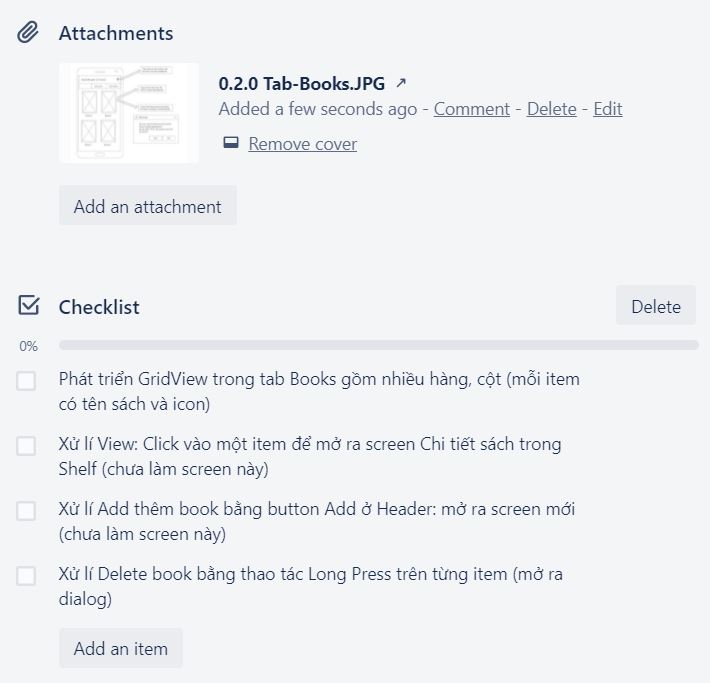 Attachments
0.2.0 Tab-Books.JPG ↗
Added a few seconds ago - Comment - Delete - Edit
Remove cover
Add an attachment
Checklist
Delete
0%
Phát triển GridView trong tab Books gồm nhiều hàng, cột (mỗi item
có tên sách và icon)
Xử lí View: Click vào một item để mở ra screen Chi tiết sách trong
Shelf (chưa làm screen này)
Xử lí Add thêm book bằng button Add ở Header: mở ra screen mới
(chưa làm screen này)
Xử lí Delete book bằng thao tác Long Press trên từng item (mở ra
dialog)
Add an item